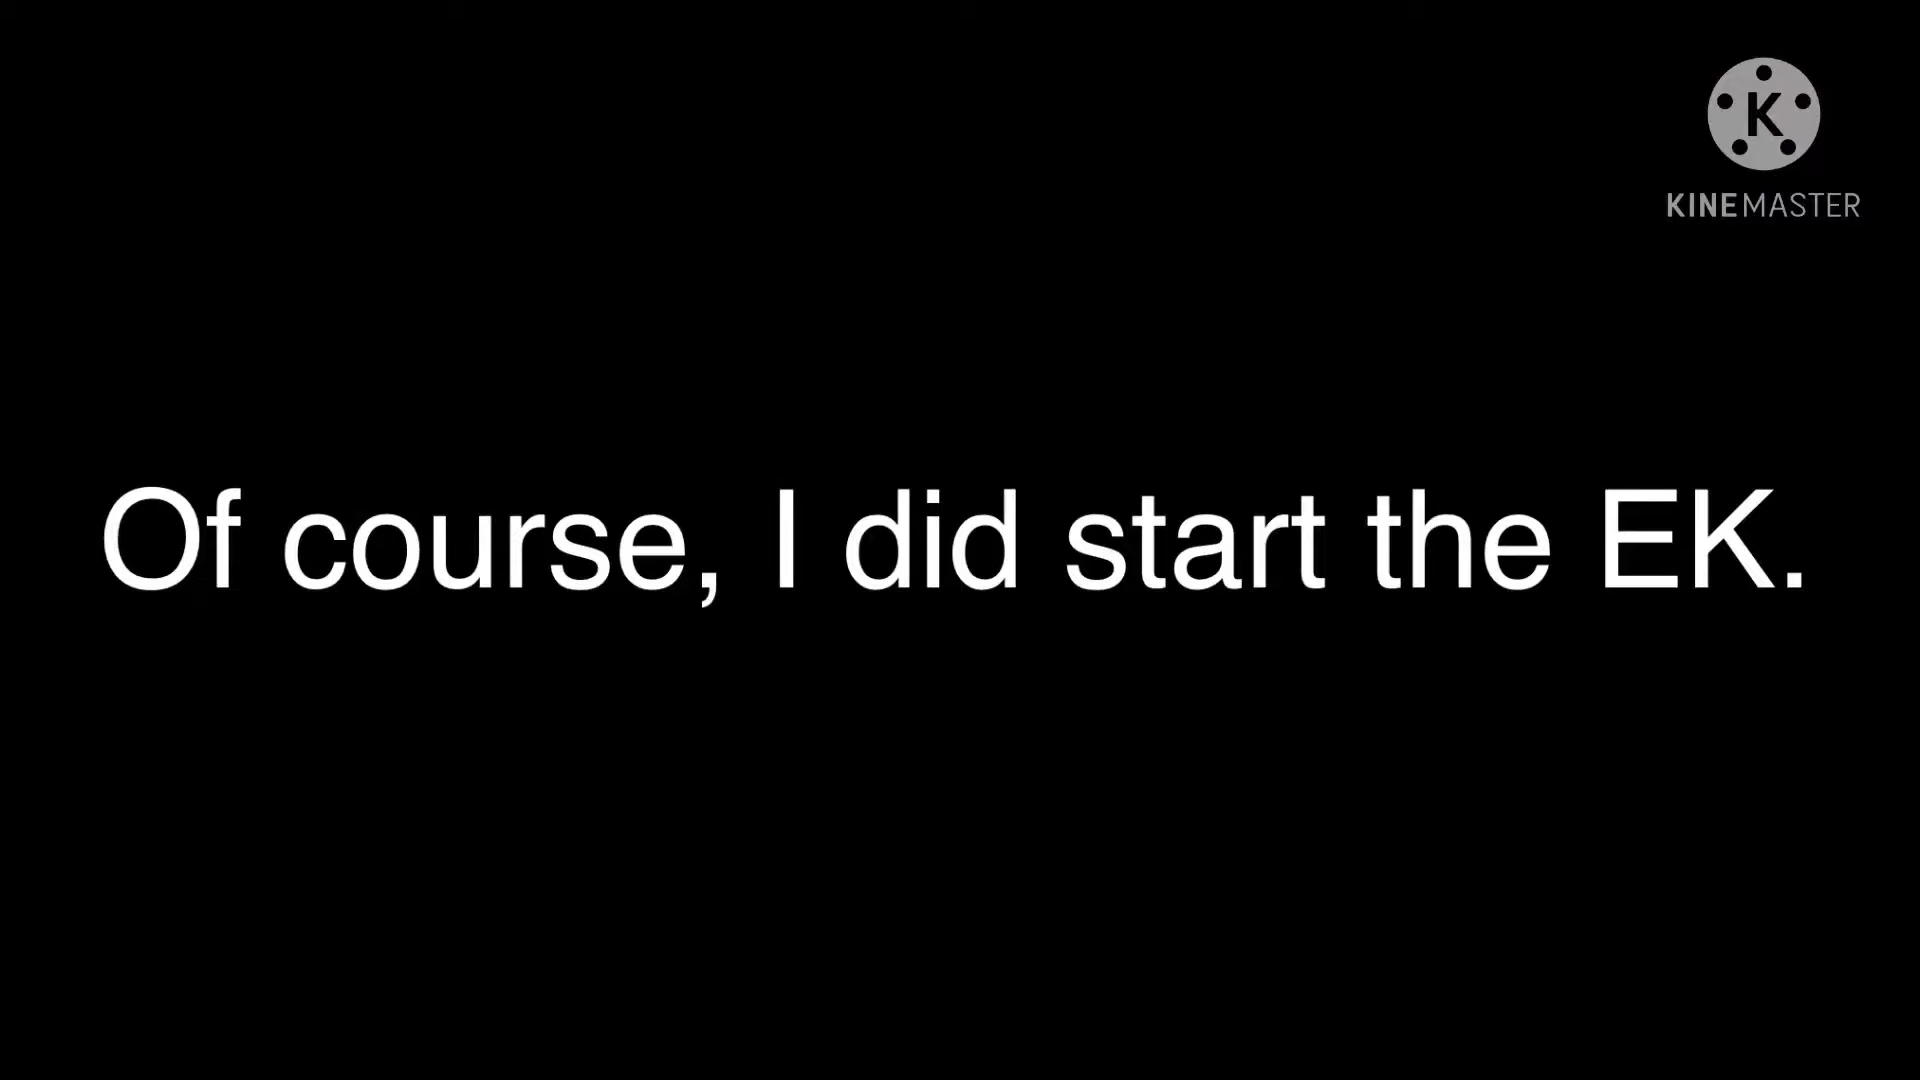 K
KINEMASTER
Of course, I did start the EK.